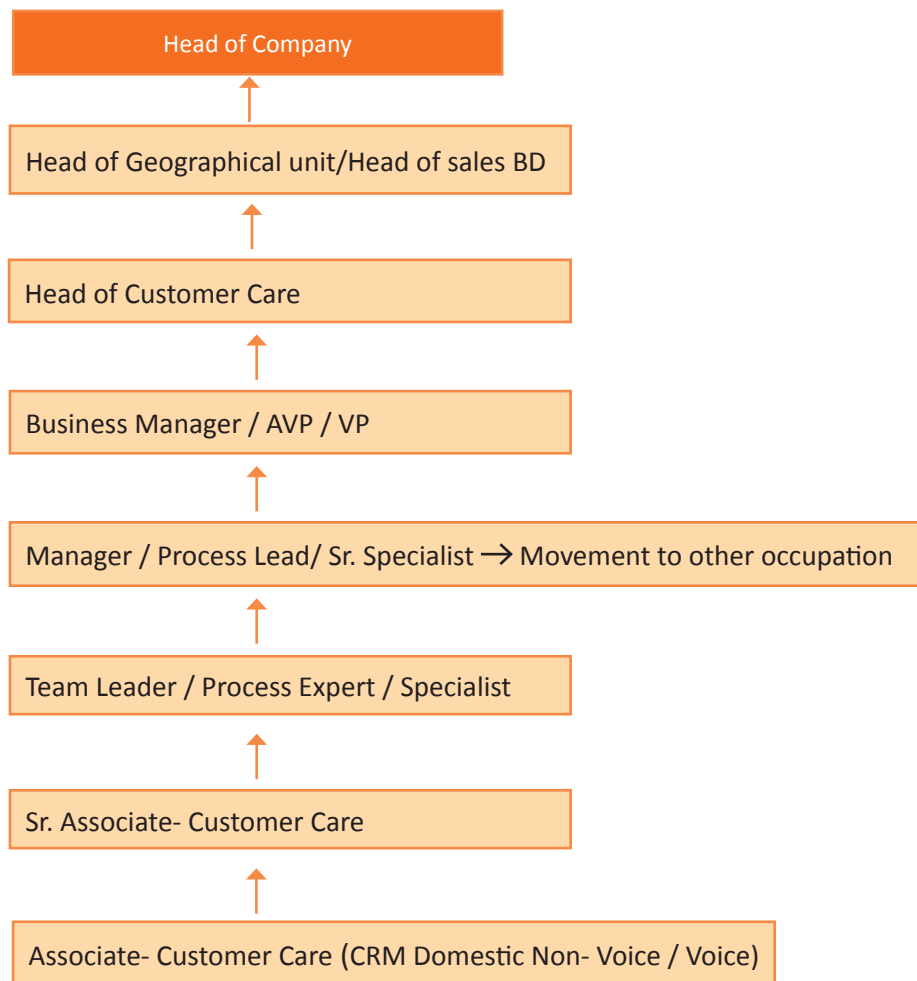 Head of Company
Head of Geographical unit/Head of sales BD
Head of Customer Care
Business Manager / AVP / VP
Manager / Process Lead/ Sr. Specialist → Movement to other occupation
Team Leader / Process Expert / Specialist
Sr. Associate- Customer Care
Associate- Customer Care (CRM Domestic Non- Voice / Voice)